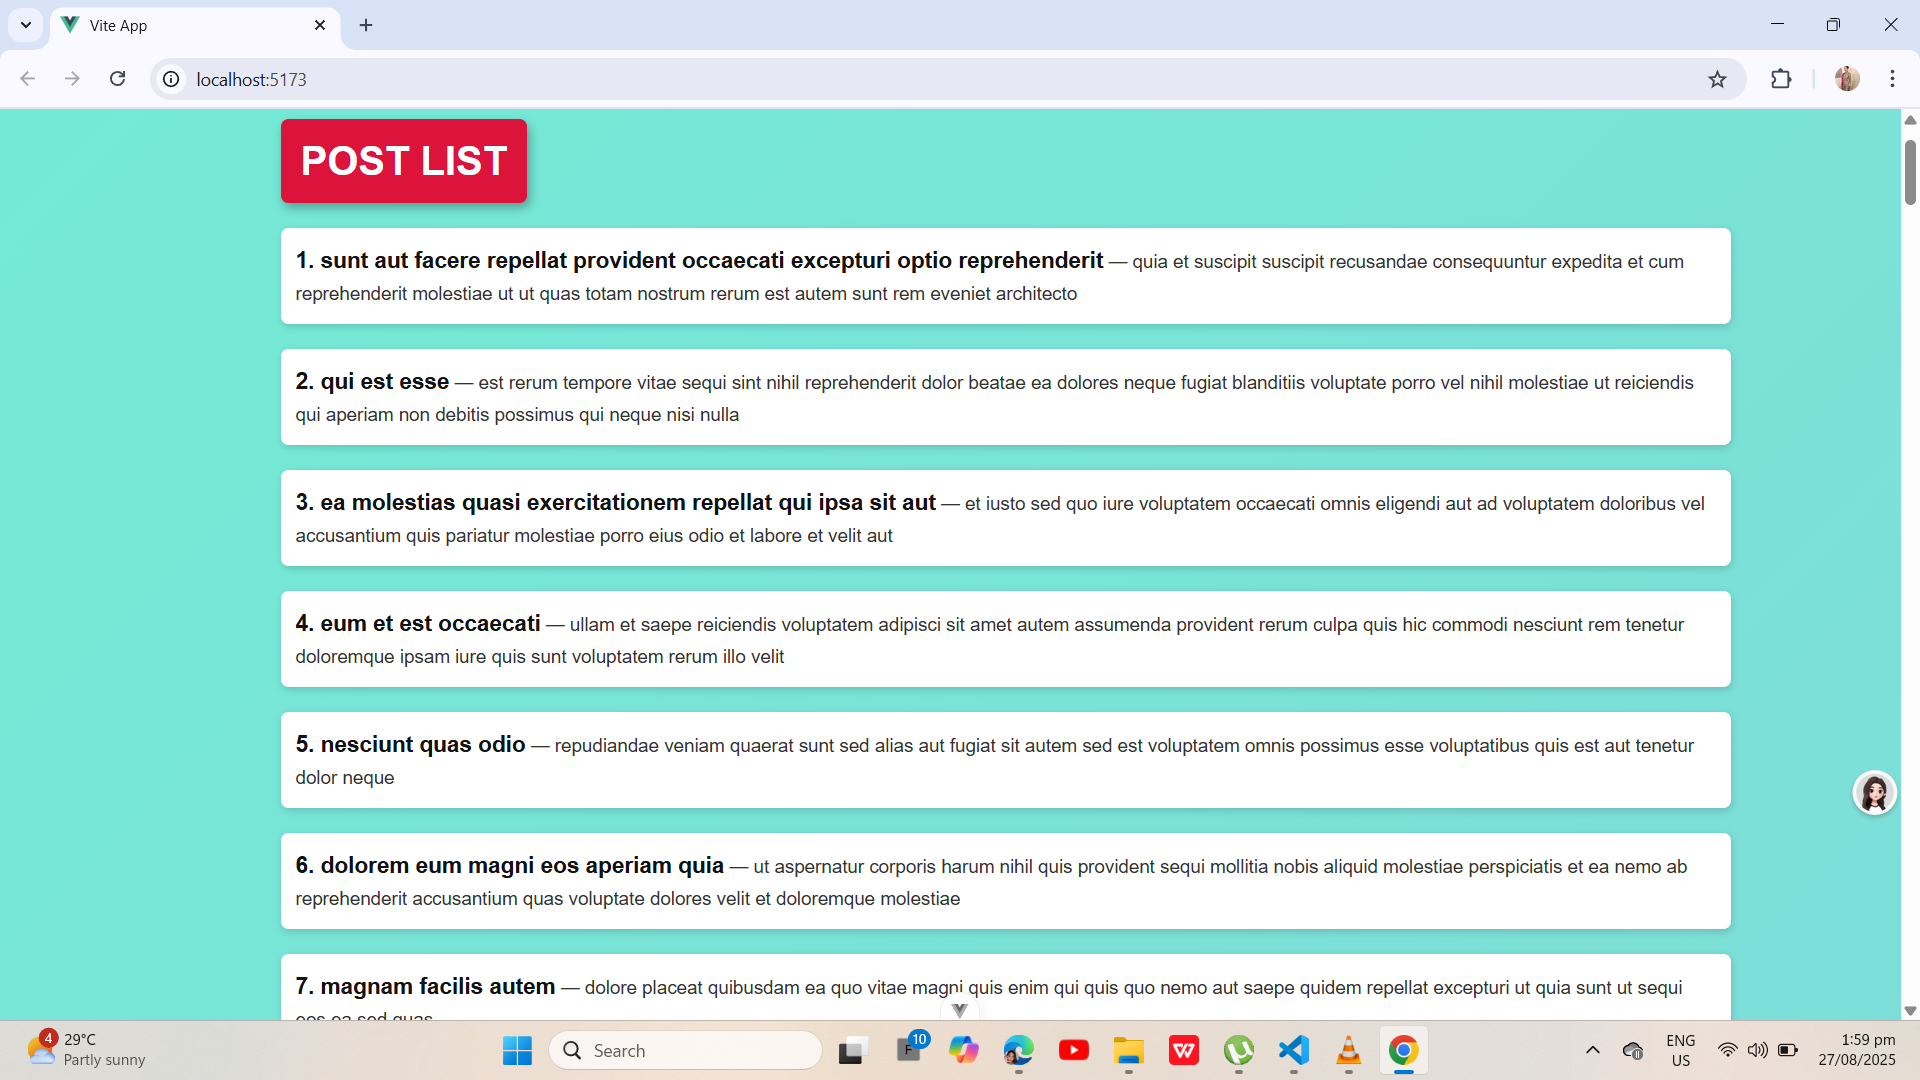 Vite App
localhost:5173
POST LIST
1. sunt aut facere repellat provident occaecati excepturi optio reprehenderit — quia et suscipit suscipit recusandae consequuntur expedita et cum
reprehenderit molestiae ut ut quas totam nostrum rerum est autem sunt rem eveniet architecto
2. qui est esse — est rerum tempore vitae sequi sint nihil reprehenderit dolor beatae ea dolores neque fugiat blanditiis voluptate porro vel nihil molestiae ut reiciendis
qui aperiam non debitis possimus qui neque nisi nulla
3. ea molestias quasi exercitationem repellat qui ipsa sit aut — et iusto sed quo iure voluptatem occaecati omnis eligendi aut ad voluptatem doloribus vel
accusantium quis pariatur molestiae porro eius odio et labore et velit aut
4. eum et est occaecati — ullam et saepe reiciendis voluptatem adipisci sit amet autem assumenda provident rerum culpa quis hic commodi nesciunt rem tenetur
doloremque ipsam iure quis sunt voluptatem rerum illo velit
5. nesciunt quas odio — repudiandae veniam quaerat sunt sed alias aut fugiat sit autem sed est voluptatem omnis possimus esse voluptatibus quis est aut tenetur
dolor neque
6. dolorem eum magni eos aperiam quia — ut aspernatur corporis harum nihil quis provident sequi mollitia nobis aliquid molestiae perspiciatis et ea nemo ab
reprehenderit accusantium quas voluptate dolores velit et doloremque molestiae
7. magnam facilis autem — dolore placeat quibusdam ea quo vitae magni quis enim qui quis quo nemo aut saepe quidem repellat excepturi ut quia sunt ut sequi
eos ea sed quas
4
29°C
Partly sunny
Search
F
10
W
ENG
US
1:59 pm
27/08/2025